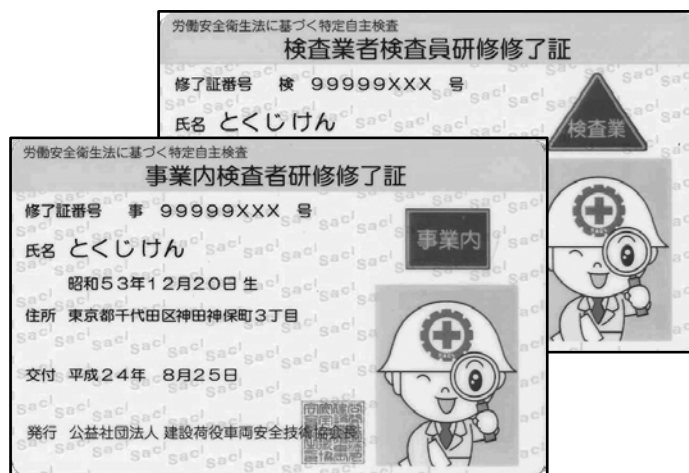 労働安全衛生法に基づく特定自主検査
検査業者検査員研修修了証
修了証番号 検 99999XXX 号
氏名 とくじけん
検査業
労働安全衛生法に基づく特定自主検査
事業内検査者研修修了証
修了証番号 事 99999XXX 号
氏名 とくじけん
事業内
昭和53年12月20日生
住所 東京都千代田区神田神保町3丁目
交付 平成24年 8月25日
発行 公益社団法人 建設荷役車両安全技術協会長